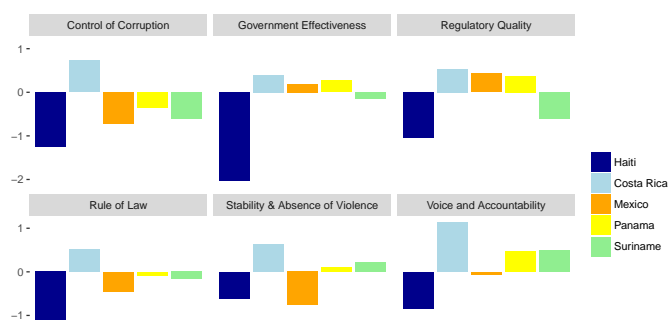 Control of Corruption
Government Effectiveness
Regulatory Quality
1
0
−1
−2
Rule of Law
Stability & Absence of Violence
Voice and Accountability
1
0
−1
Haiti
Costa Rica
Mexico
Panama
Suriname